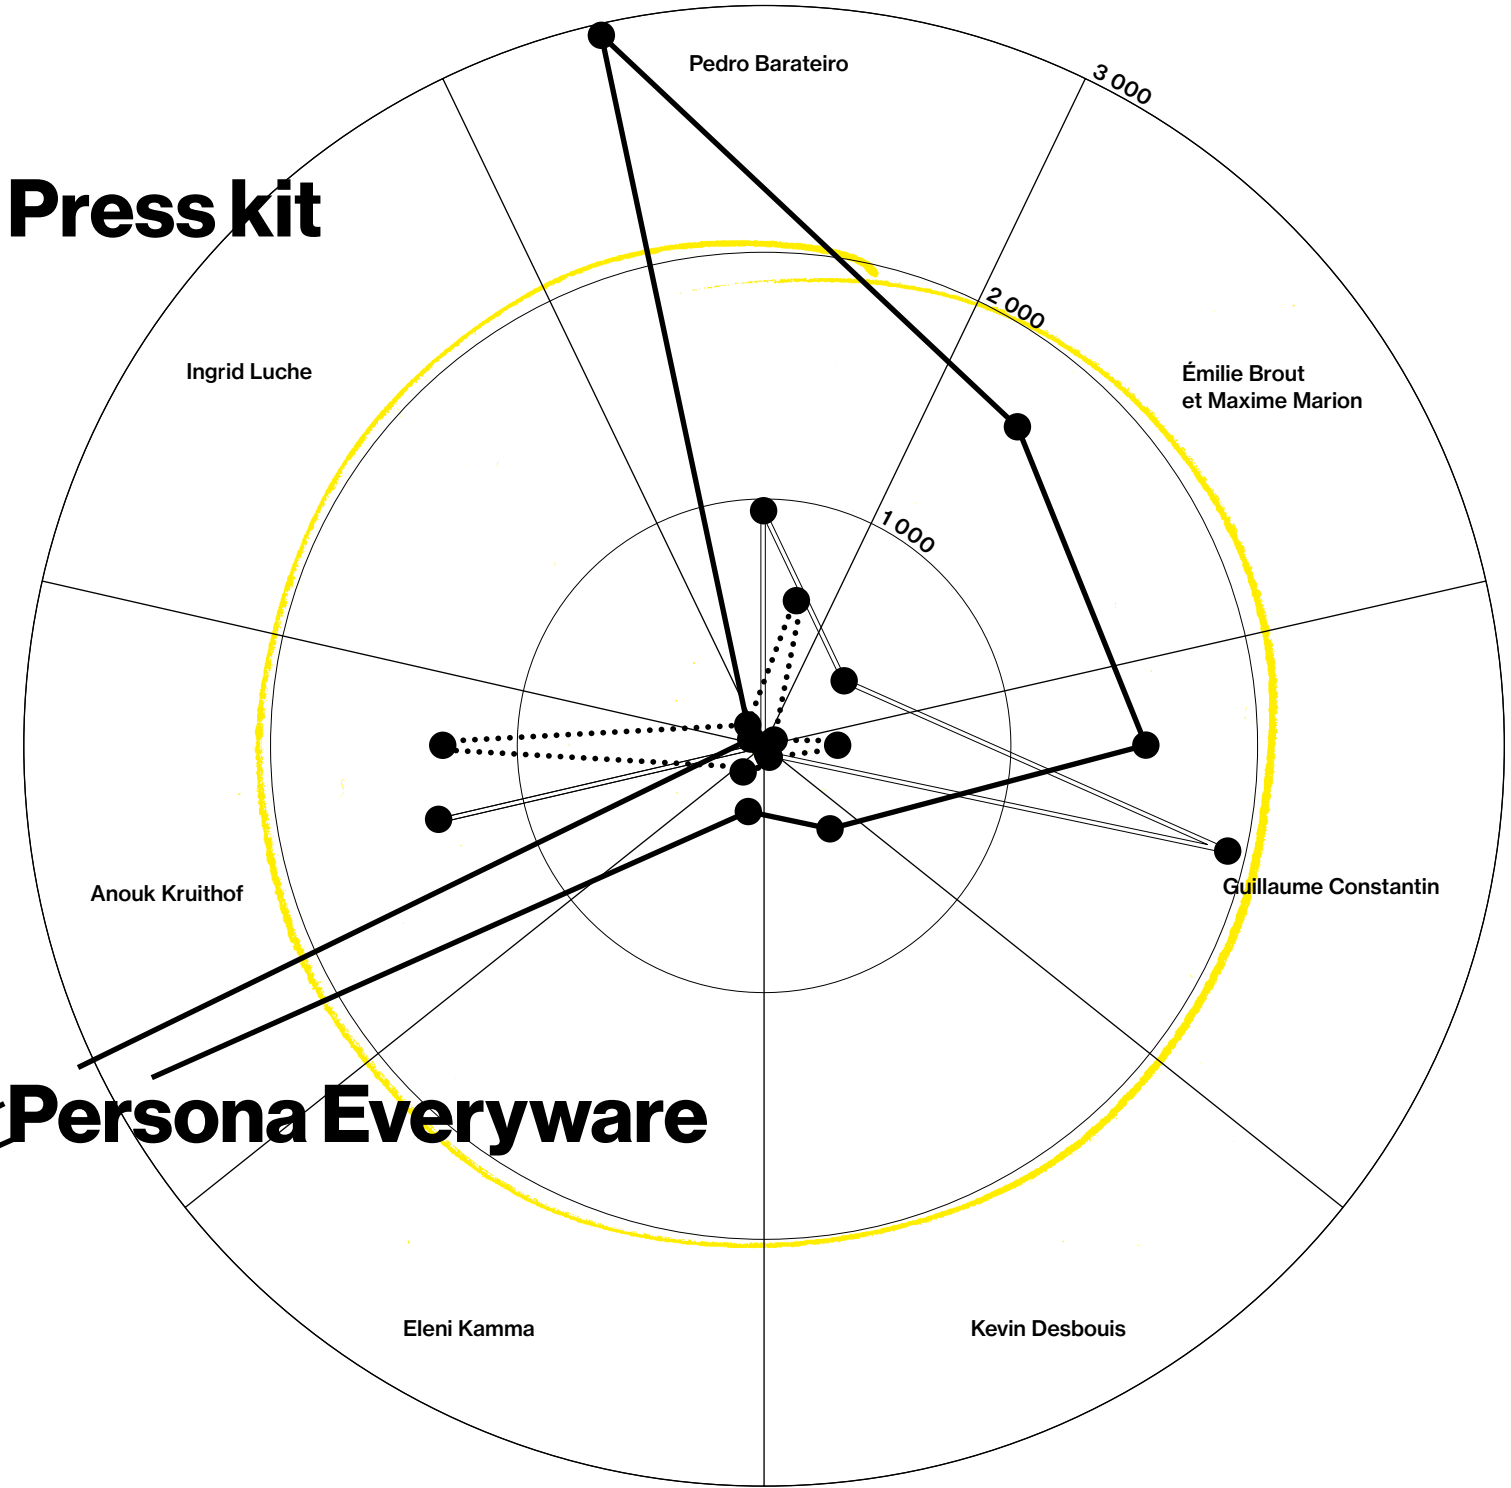 Pedro Barateiro
3 000
Press kit
2 000
Ingrid Luche
Émilie Brout
et Maxime Marion
1 000
Anouk Kruithof
Guillaume Constantin
Persona Everyware
Eleni Kamma
Kevin Desbouis